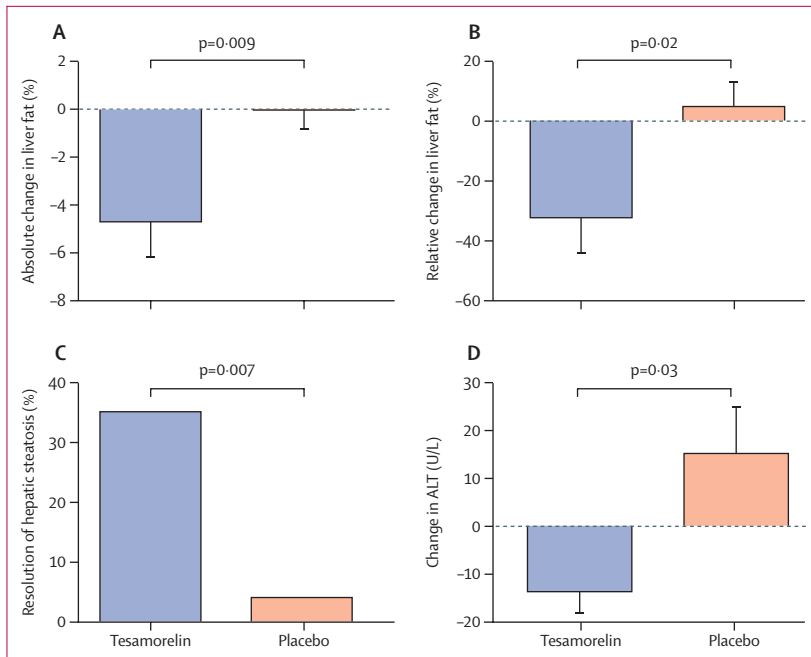 A
p=0·009
Absolute change in liver fat (%)
2
0
−2
−4
−6
−8
B
p=0·02
Relative change in liver fat (%)
20
0
−20
−40
−60
C
p=0·007
Resolution of hepatic steatosis (%)
40
30
20
10
0
Tesamorelin
Placebo
D
p=0·03
Change in ALT (U/L)
30
20
10
0
−10
−20
Tesamorelin
Placebo